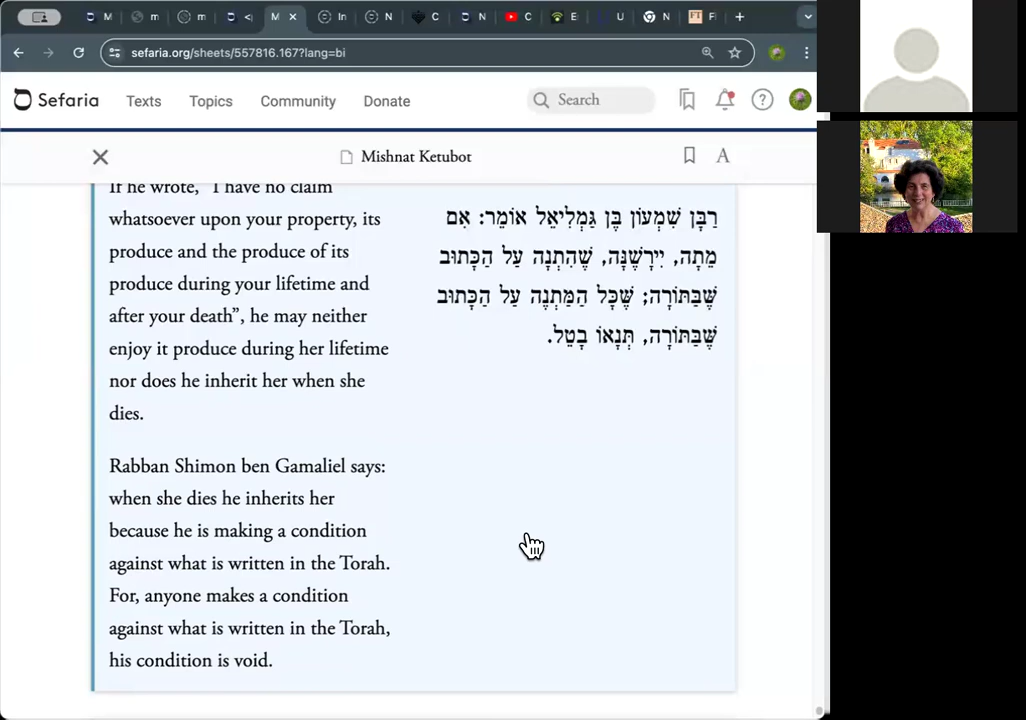 M
m
m
<
M
In
N
C
N
C
E
U
N
FT
F
sefaria.org/sheets/557816.167?lang=bi
Sefaria Texts Topics Community Donate Search
Mishnat Ketubot
A
If he wrote, "I have no claim
whatsoever upon your property, its
produce and the produce of its
produce during your lifetime and
after your death”, he may neither
enjoy it produce during her lifetime
nor does he inherit her when she
dies.
Rabban Shimon ben Gamaliel says:
when she dies he inherits her
because he is making a condition
against what is written in the Torah.
For, anyone makes a condition
against what is written in the Torah,
his condition is void.
רַבָּן שִׁמְעוֹן בֶּן גַּמְלִיאֵל אוֹמֵר: אִם
מֵתָה, יִירָשֶׁנָּה, שֶׁהִתְנָה עַל הַכָּתוּב
שֶׁבַּתּוֹרָה; שֶׁכָּל הַמַּתְנֶה עַל הַכָּתוּב
שֶׁבַּתּוֹרָה, תְּנָאוֹ בָטֵל.